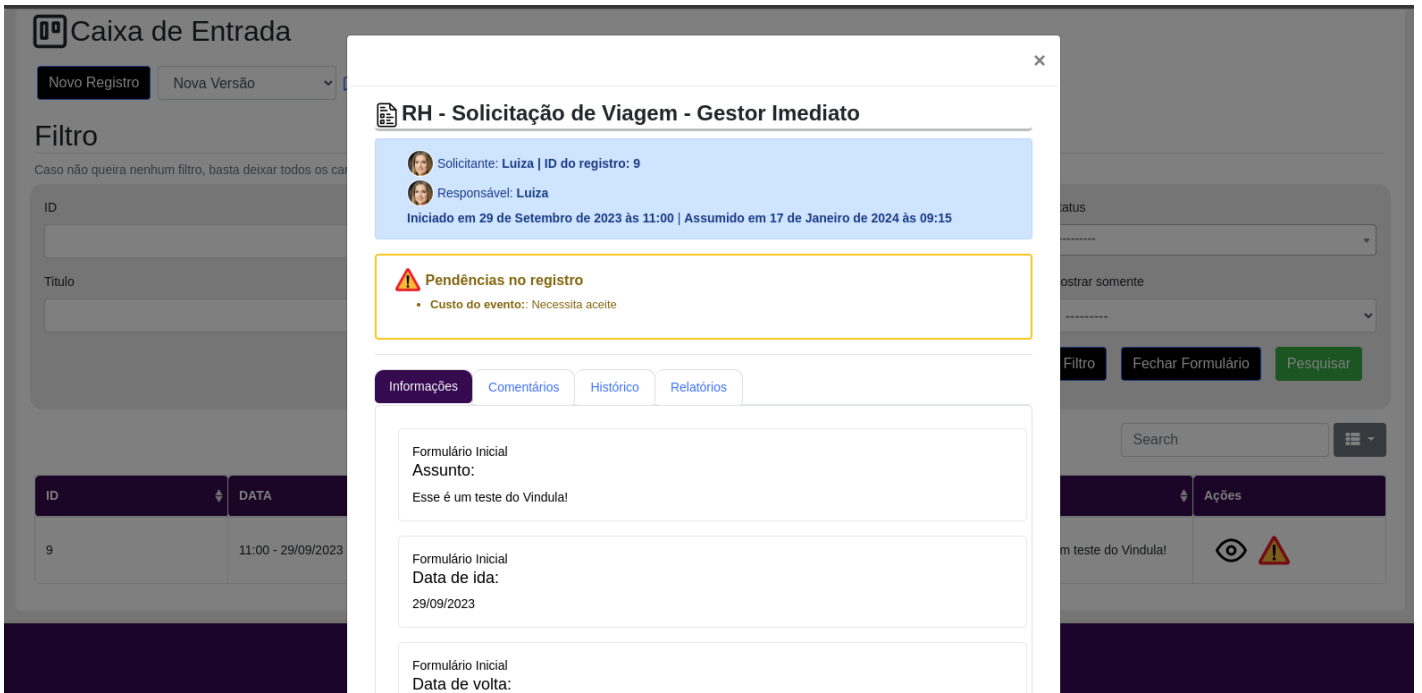 Caixa de Entrada
Novo Registro
Nova Versão
Filtro
Caso não queira nenhum filtro, basta deixar todos os
ID
Titulo
×
RH - Solicitação de Viagem - Gestor Imediato
Solicitante: Luiza | ID do registro: 9
Responsável: Luiza
Iniciado em 29 de Setembro de 2023 às 11:00 | Assumido em 17 de Janeiro de 2024 às 09:15
Pendências no registro
• Custo do evento:: Necessita aceite
Informações
Comentários
Histórico
Relatórios
Formulário Inicial
Assunto:
Esse é um teste do Vindula!
Formulário Inicial
Data de ida:
29/09/2023
Formulário Inicial
Data de volta:
atus
---------
ostrar somente
---------
Filtro
Fechar Formulário
Pesquisar
Search
ID
DATA
Ações
9
11:00 - 29/09/2023
m teste do Vindula!